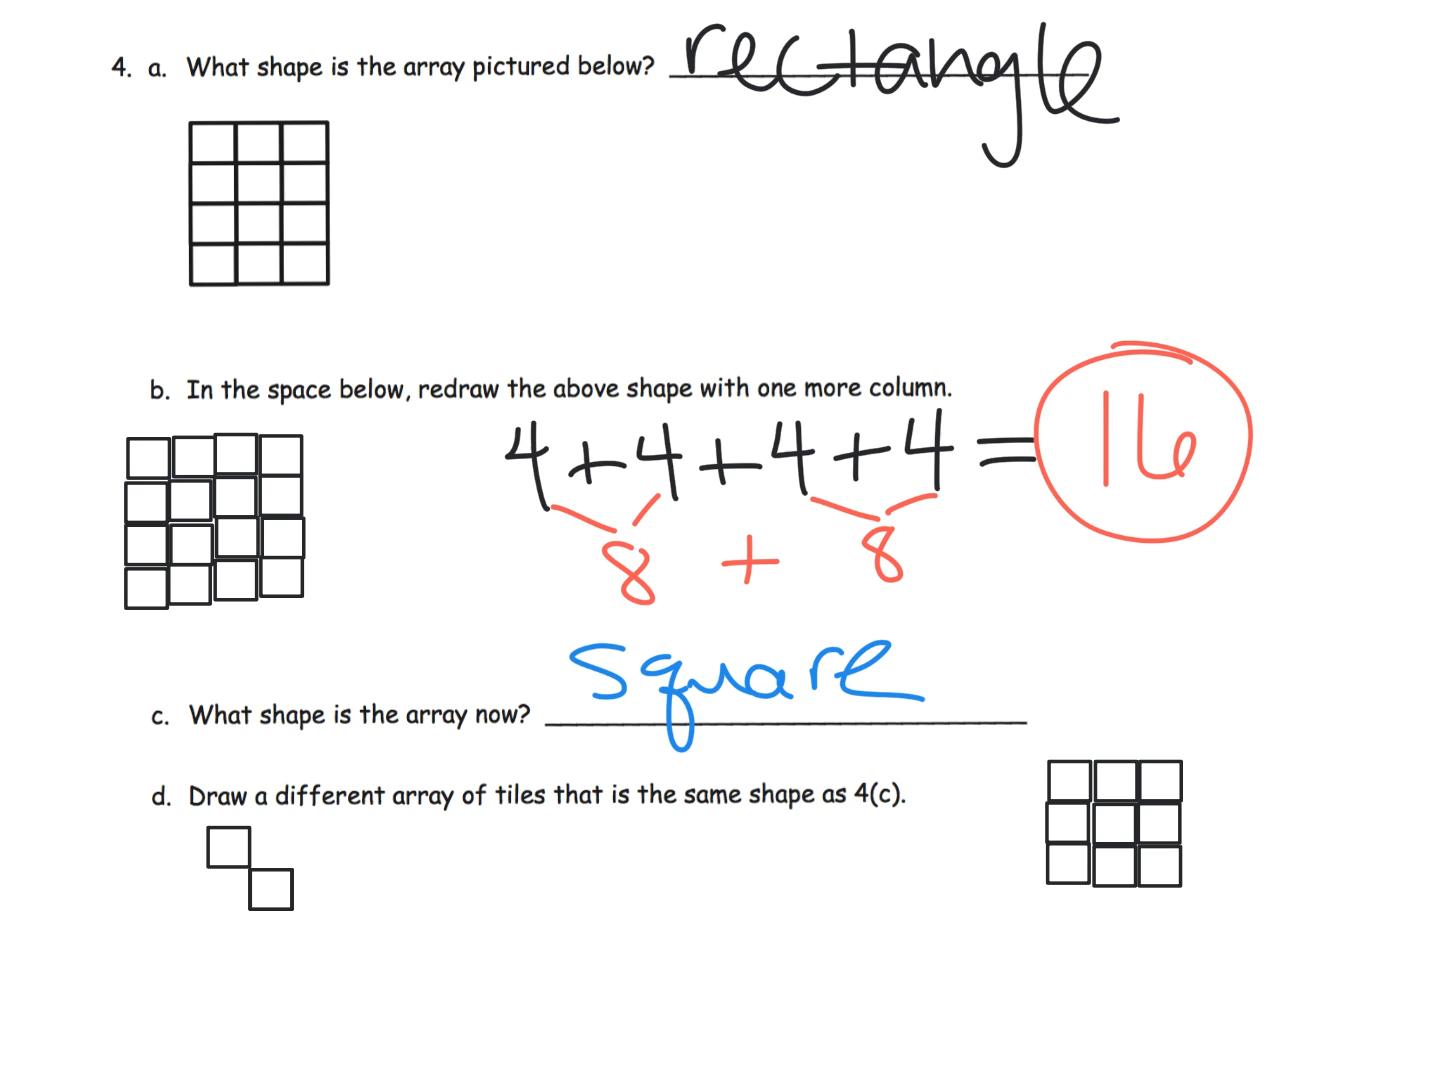 4. a. What shape is the array pictured below? rectangle
b. In the space below, redraw the above shape with one more column.
4+4+4+4=16
8 + 8
square
c. What shape is the array now?
d. Draw a different array of tiles that is the same shape as 4(c).